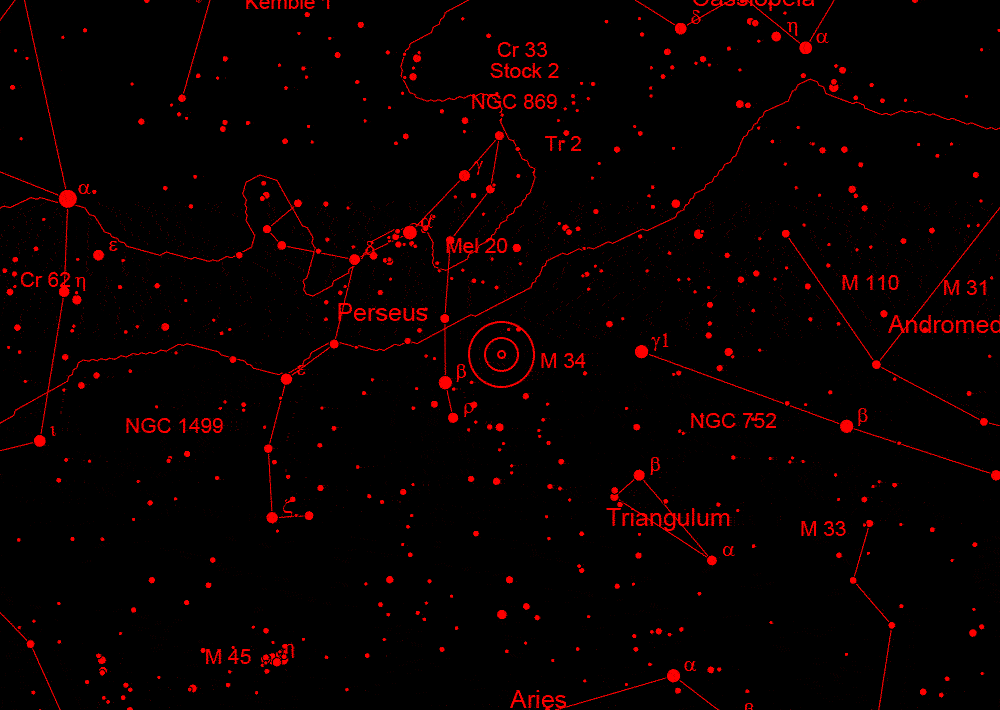 Kemble 1
Cassiopeia
δ
η
α
Cr 33
Stock 2
NGC 869
Tr 2
γ
α
ε
δ
Mel 20
Cr 62 η
M 110
M 31
Perseus
Andromed
γ1
M 34
ε
β
ρ
β
NGC 1499
NGC 752
ι
β
ζ
Triangulum
M 33
α
η
M 45
α
Aries
β